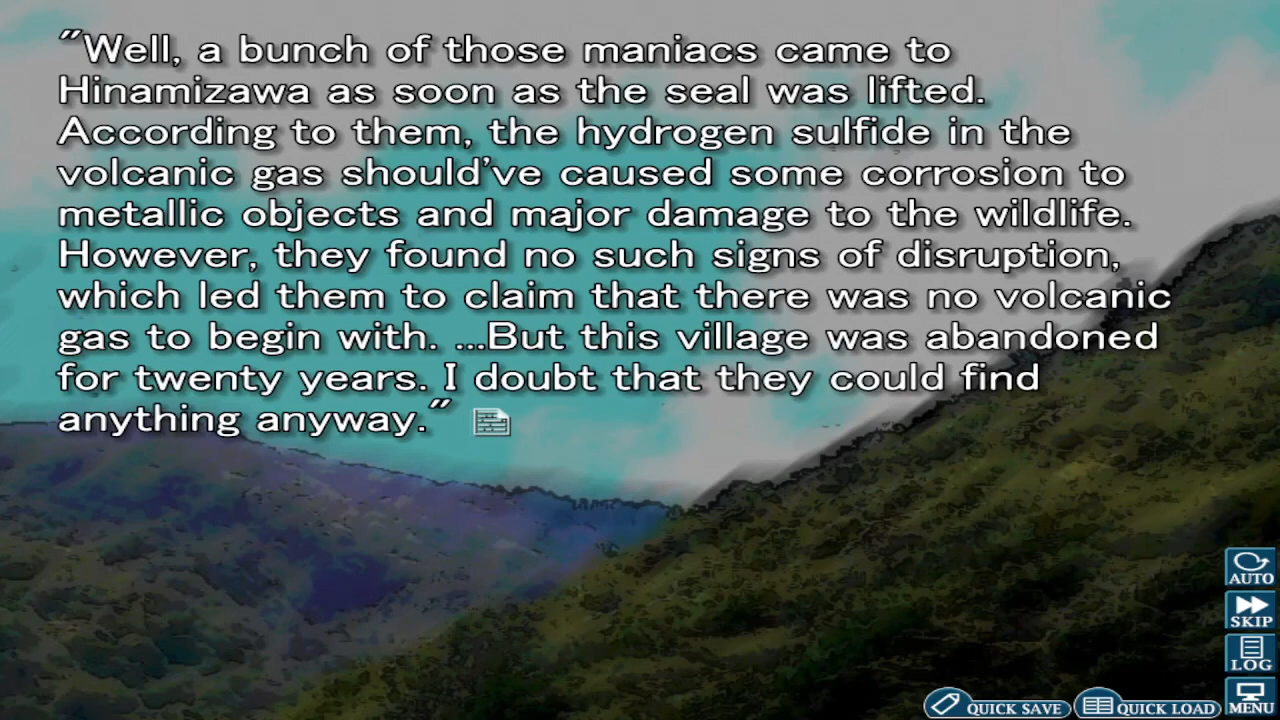 "Well, a bunch of those maniacs came to
Hinamizawa as soon as the seal was lifted.
According to them, the hydrogen sulfide in the
volcanic gas should've caused some corrosion to
metallic objects and major damage to the wildlife.
However, they found no such signs of disruption,
which led them to claim that there was no volcanic
gas to begin with. ...But this village was abandoned
for twenty years. I doubt that they could find
anything anyway."
AUTO
SKIP
LOG
MENU
QUICK SAVE
QUICK LOAD